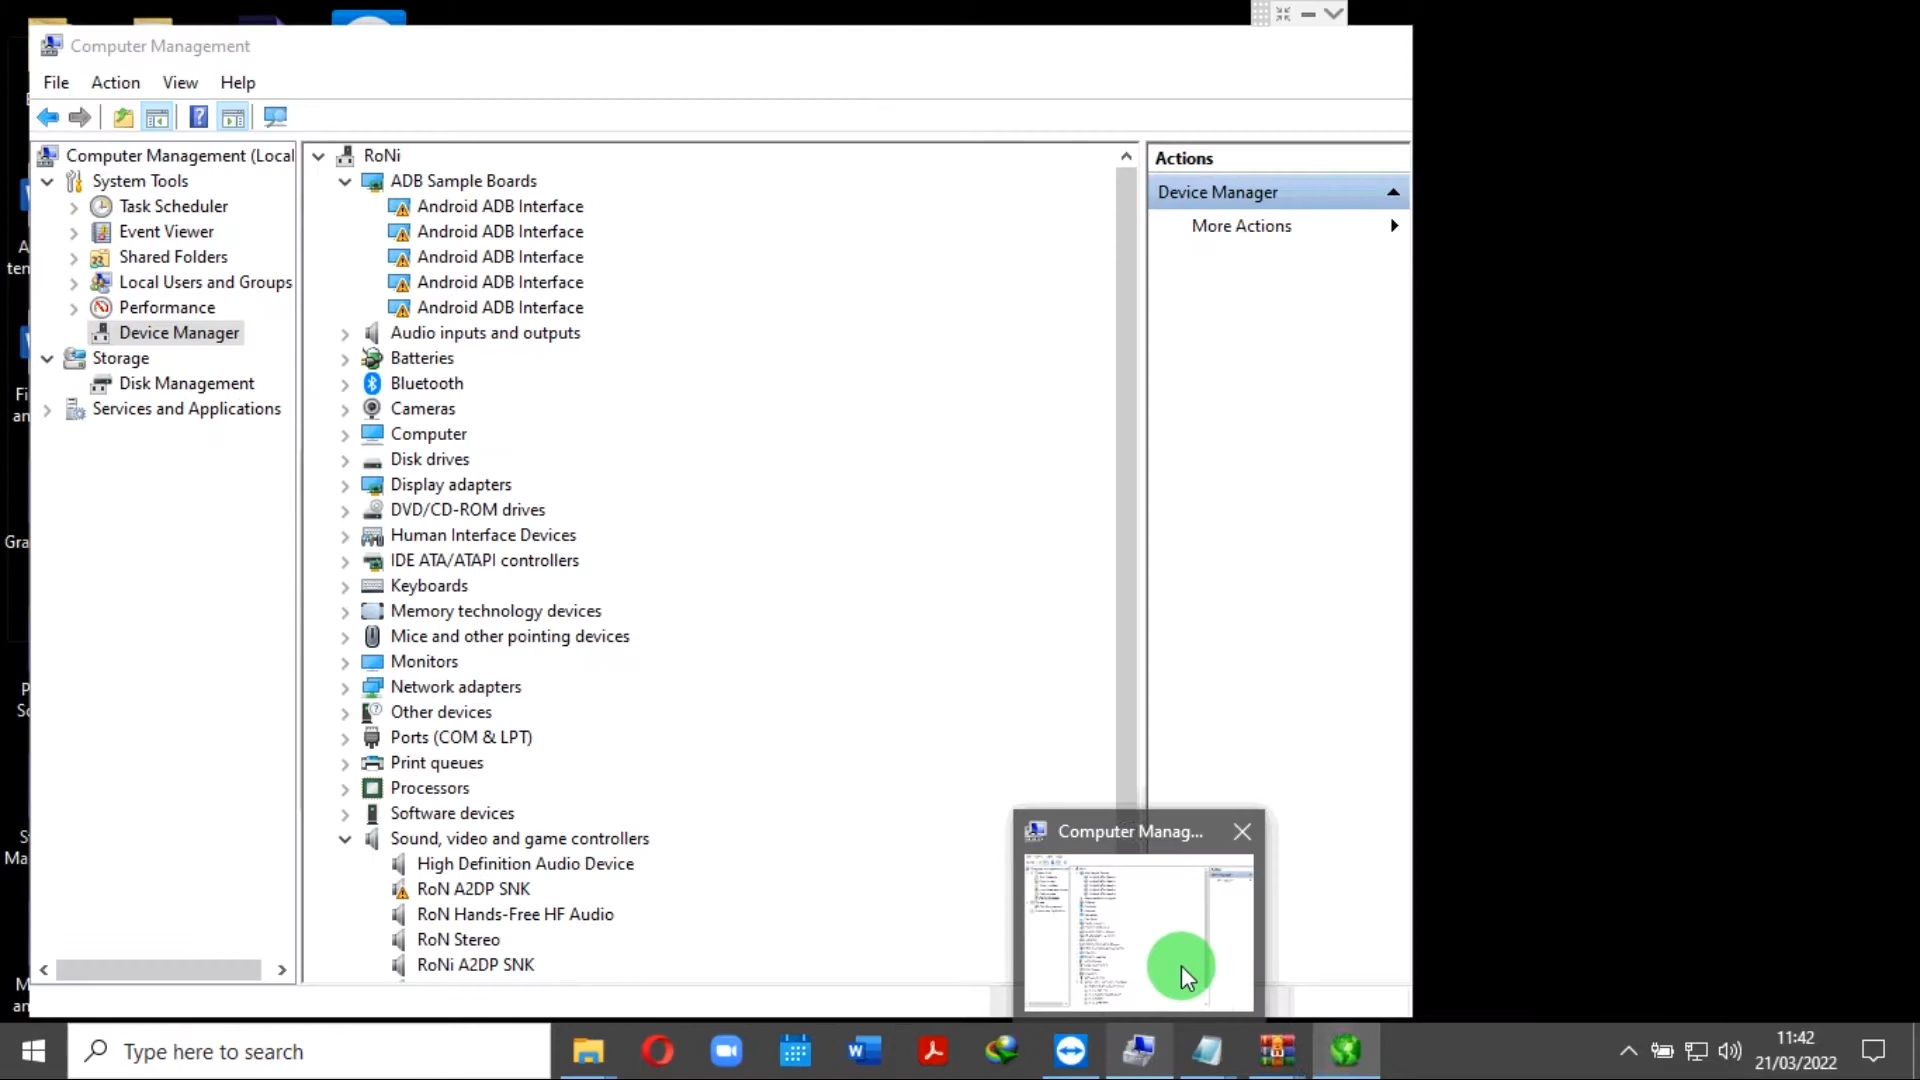 Computer Management
File Action View Help
Computer Management (Local
System Tools
Task Scheduler
Event Viewer
Shared Folders
Local Users and Groups
Performance
Device Manager
Storage
Disk Management
Services and Applications
RoNi
ADB Sample Boards
Android ADB Interface
Android ADB Interface
Android ADB Interface
Android ADB Interface
Android ADB Interface
Audio inputs and outputs
Batteries
Bluetooth
Cameras
Computer
Disk drives
Display adapters
DVD/CD-ROM drives
Human Interface Devices
IDE ATA/ATAPI controllers
Keyboards
Memory technology devices
Mice and other pointing devices
Monitors
Network adapters
Other devices
Ports (COM & LPT)
Print queues
Processors
Software devices
Sound, video and game controllers
High Definition Audio Device
RoN A2DP SNK
RoN Hands-Free HF Audio
RoN Stereo
RoNi A2DP SNK
Actions
Device Manager
More Actions
Computer Manag...
Type here to search
11:42
21/03/2022